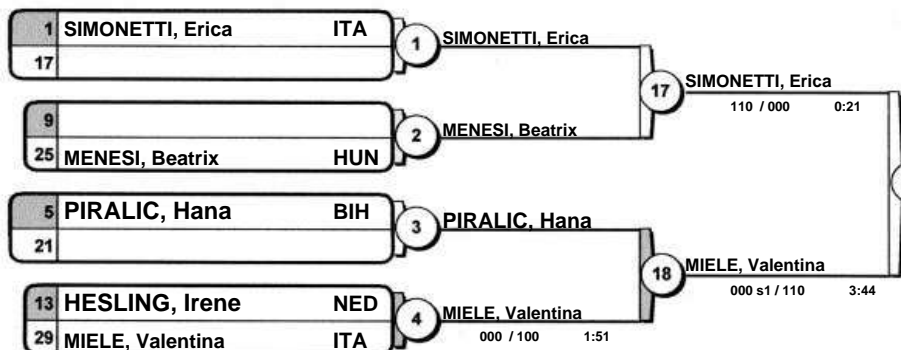 1 SIMONETTI, Erica ITA
17
1
SIMONETTI, Erica
9
25 MENESI, Beatrix HUN
2
MENESI, Beatrix
17
SIMONETTI, Erica
110 / 000 0:21
5 PIRALIC, Hana BIH
21
3
PIRALIC, Hana
13 HESLING, Irene NED
29 MIELE, Valentina ITA
4
MIELE, Valentina
000 / 100 1:51
18
MIELE, Valentina
000 s1 / 110 3:44